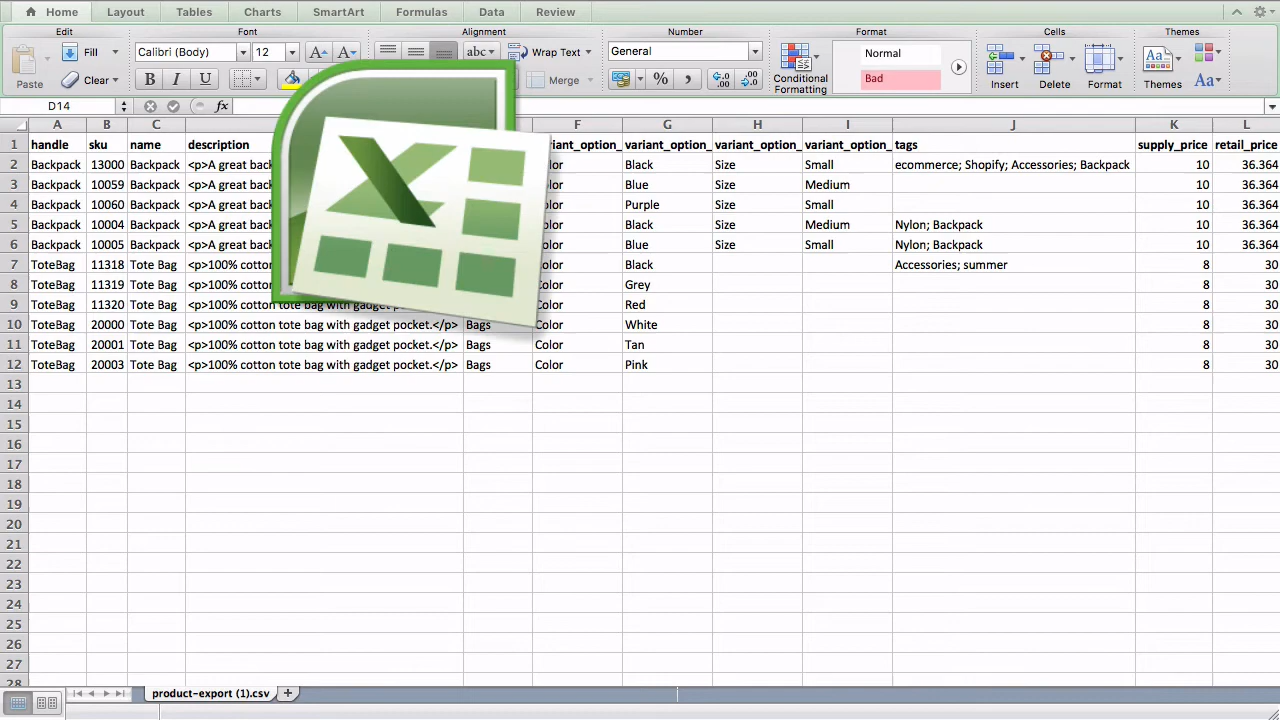 Home Layout Tables Charts SmartArt Formulas Data Review
Edit Font Alignment Number Format Cells Themes
Fill Calibri (Body) 12 A A abc Wrap Text General Normal
Paste Clear B I U Merge % Conditional Formatting Bad Insert Delete Format Themes Aa
D14 fx
A B C F G H I J K L
1 handle sku name description variant_option_ variant_option_ variant_option_ tags supply_price retail_price
2 Backpack 13000 Backpack <p>A great back Black Size Small ecommerce; Shopify; Accessories; Backpack 10 36.364
3 Backpack 10059 Backpack <p>A great back Blue Size Medium 10 36.364
4 Backpack 10060 Backpack <p>A great back Purple Size Small 10 36.364
5 Backpack 10004 Backpack <p>A great back Black Size Medium Nylon; Backpack 10 36.364
6 Backpack 10005 Backpack <p>A great back Blue Size Small Nylon; Backpack 10 36.364
7 ToteBag 11318 Tote Bag <p>100% cotton Color Black Accessories; summer 8 30
8 ToteBag 11319 Tote Bag <p>100% cotton Color Grey 8 30
9 ToteBag 11320 Tote Bag <p>100% cotton tote bag with gadget pocket.</p> Color Red 8 30
10 ToteBag 20000 Tote Bag <p>100% cotton tote bag with gadget pocket.</p> Bags Color White 8 30
11 ToteBag 20001 Tote Bag <p>100% cotton tote bag with gadget pocket.</p> Bags Color Tan 8 30
12 ToteBag 20003 Tote Bag <p>100% cotton tote bag with gadget pocket.</p> Bags Color Pink 8 30
13
14
15
16
17
18
19
20
21
22
23
24
25
26
27
28
product-export (1).csv